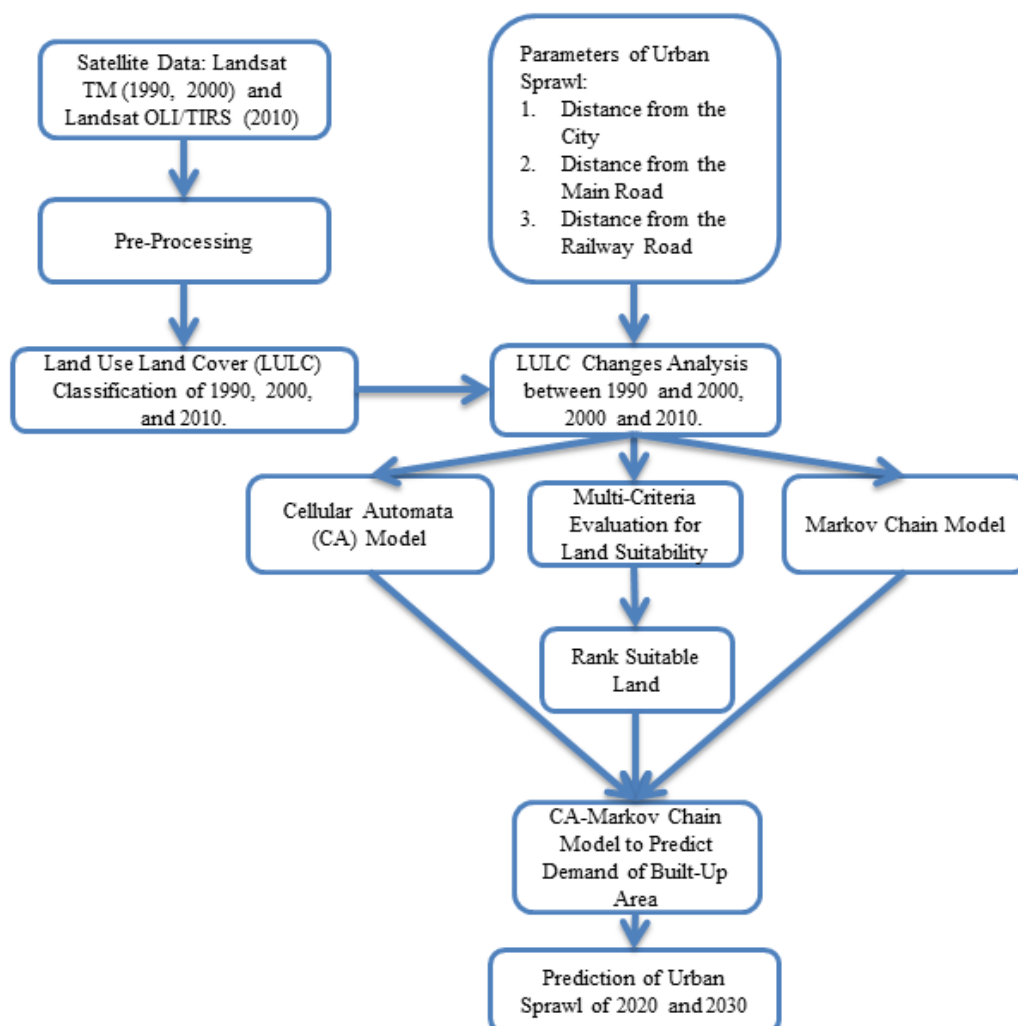 Satellite Data: Landsat
TM (1990, 2000) and
Landsat OLI/TIRS (2010)
Pre-Processing
Land Use Land Cover (LULC)
Classification of 1990, 2000,
and 2010.
Parameters of Urban
Sprawl:
1. Distance from the
City
2. Distance from the
Main Road
3. Distance from the
Railway Road
LULC Changes Analysis
between 1990 and 2000,
2000 and 2010.
Cellular Automata
(CA) Model
Multi-Criteria
Evaluation for
Land Suitability
Markov Chain Model
Rank Suitable
Land
CA-Markov Chain
Model to Predict
Demand of Built-Up
Area
Prediction of Urban
Sprawl of 2020 and 2030